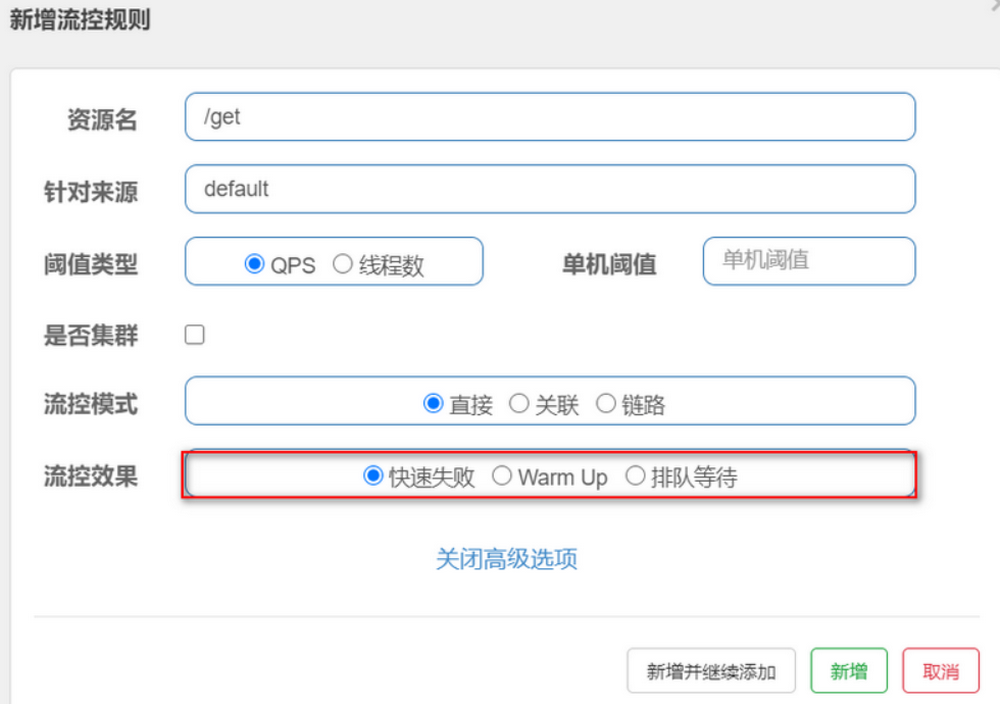 新增流控规则
资源名 /get
针对来源 default
阈值类型 QPS 线程数 单机阈值 单机阈值
是否集群
流控模式 直接 关联 链路
流控效果 快速失败 Warm Up 排队等待
关闭高级选项
新增并继续添加 新增 取消